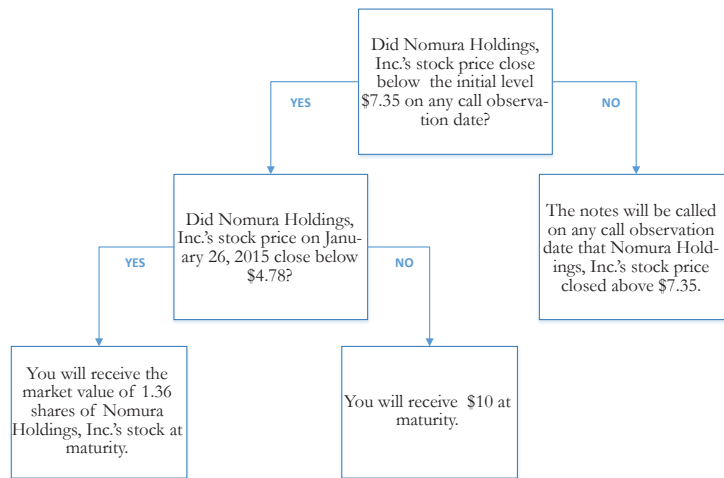 Did Nomura Holdings,
Inc.'s stock price close
below the initial level
$7.35 on any call observa-
tion date?
YES
NO
Did Nomura Holdings,
Inc.'s stock price on Janu-
ary 26, 2015 close below
$4.78?
The notes will be called
on any call observation
date that Nomura Hold-
ings, Inc.'s stock price
closed above $7.35.
YES
NO
You will receive the
market value of 1.36
shares of Nomura
Holdings, Inc.'s stock at
maturity.
You will receive $10 at
maturity.